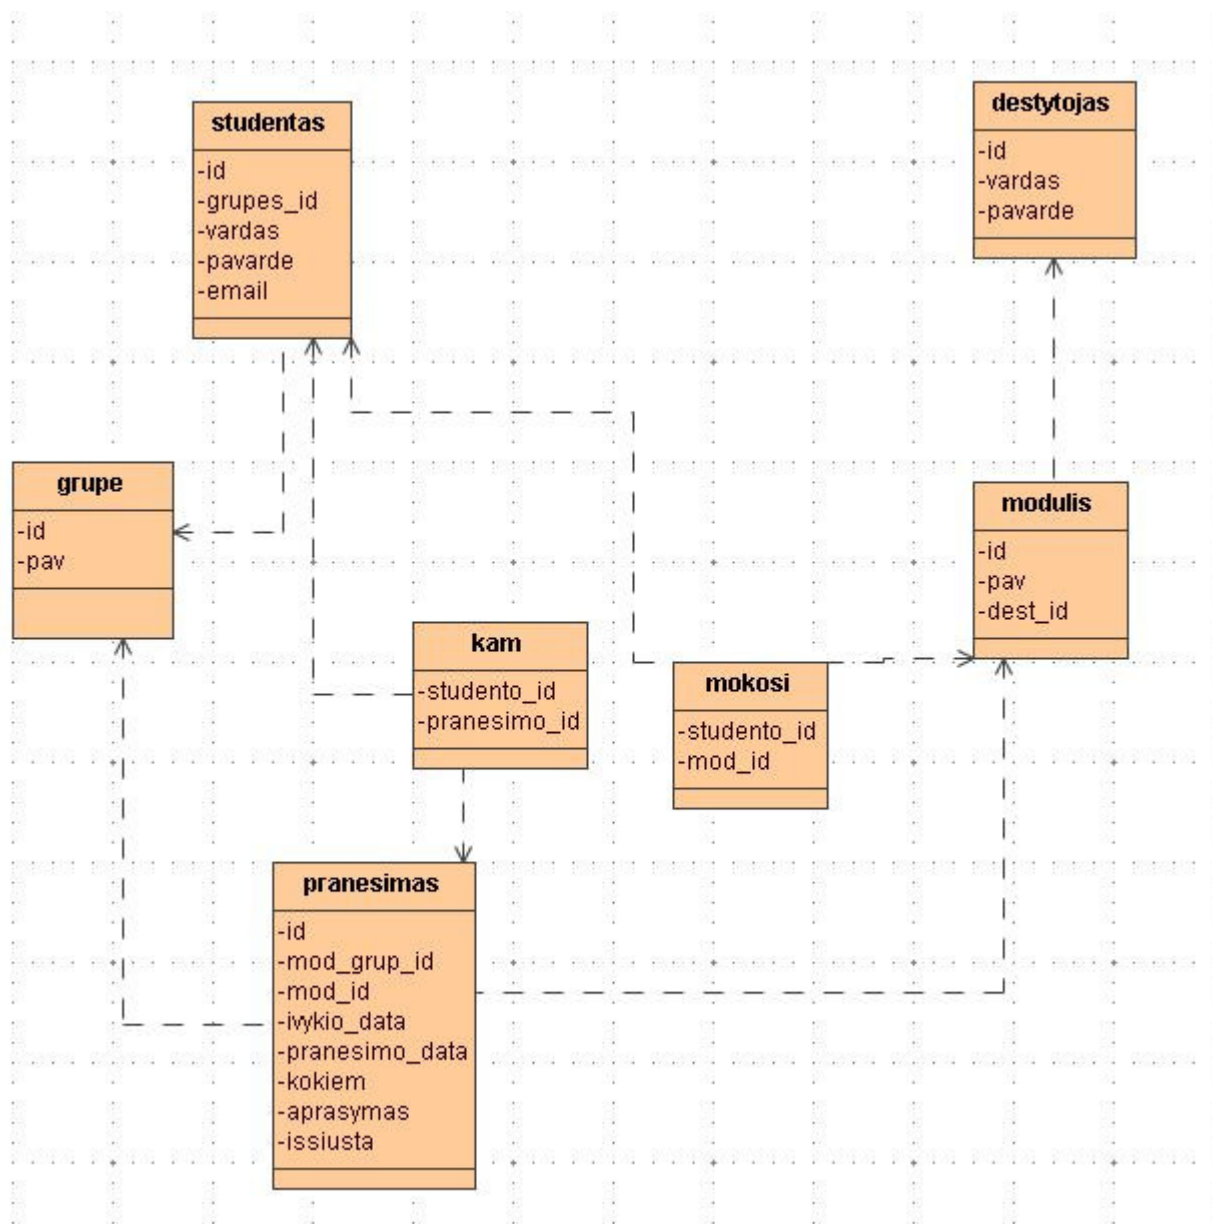 studentas
-id
-grupes_id
-vardas
-pavarde
-email
destytojas
-id
-vardas
-pavarde
grupe
-id
-pav
modulis
-id
-pav
-dest_id
kam
-studento_id
-pranesimo_id
mokosi
-studento_id
-mod_id
pranesimas
-id
-mod_grup_id
-mod_id
-ivykio_data
-pranesimo_data
-kokiem
-aprasymas
-issiusta